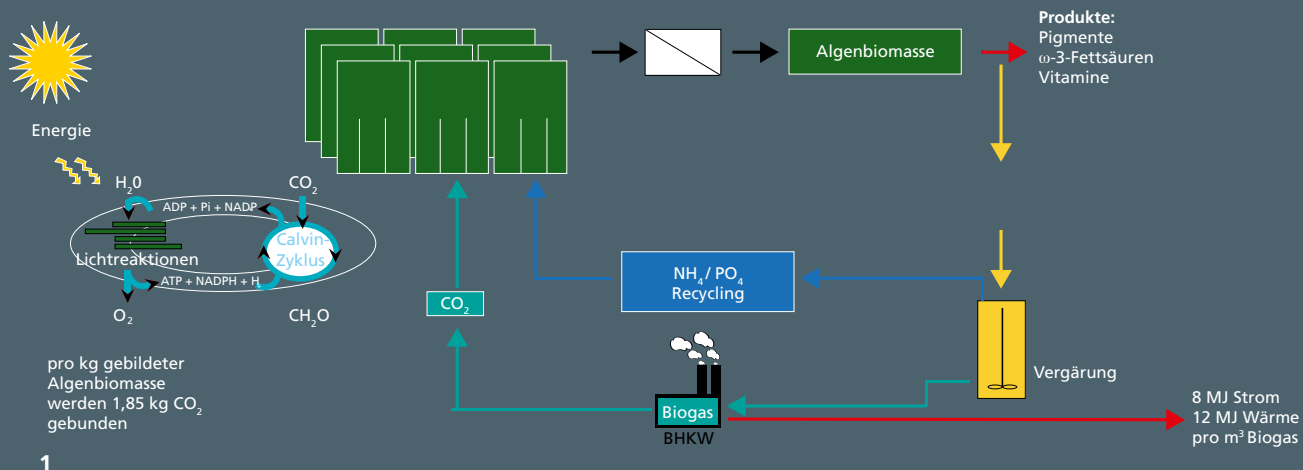 Produkte:
Pigmente
ω-3-Fettsäuren
Vitamine
Algenbiomasse
Energie
H₂0
CO₂
ADP + Pi + NADP
Calvin-
Zyklus
Lichtreaktionen
ATP + NADPH + H
O₂
CH₂O
NH₄/ PO₄
Recycling
CO₂
pro kg gebildeter
Algenbiomasse
werden 1,85 kg CO₂
gebunden
Vergärung
Biogas
BHKW
8 MJ Strom
12 MJ Wärme
pro m³ Biogas
1